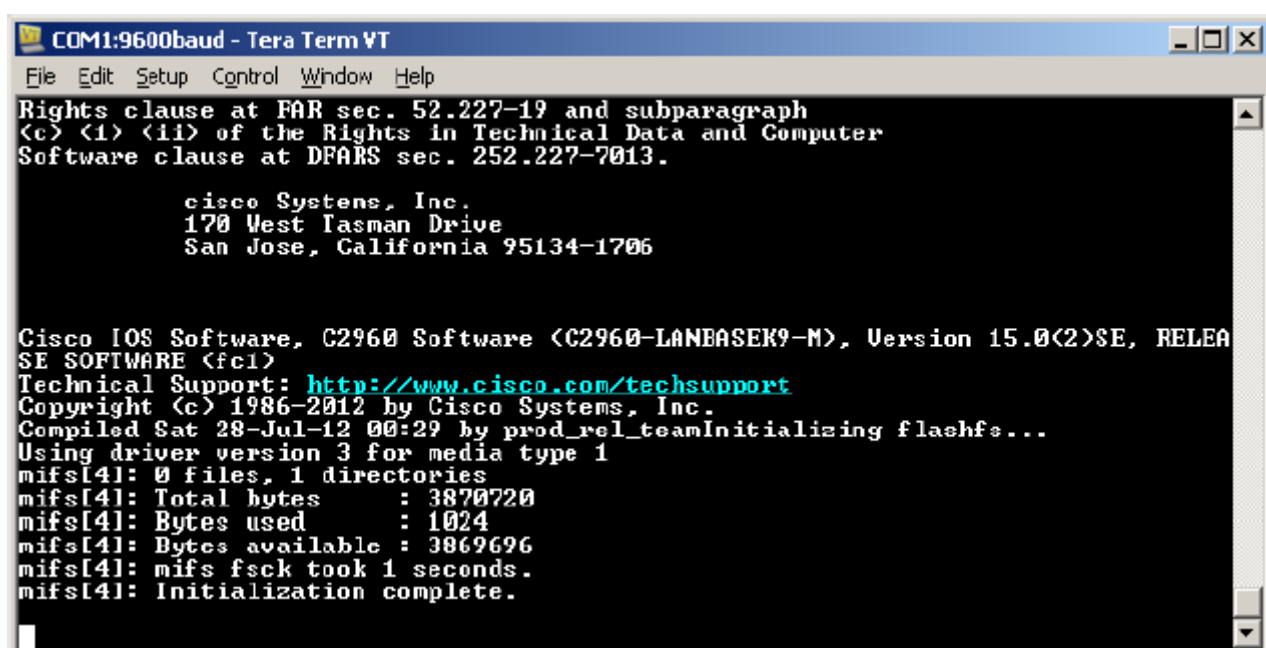 COM1:9600baud - Tera Term VT
File Edit Setup Control Window Help
Rights clause at FAR sec. 52.227-19 and subparagraph
(c) (1) (ii) of the Rights in Technical Data and Computer
Software clause at DFARS sec. 252.227-7013.
cisco Systems, Inc.
170 West Tasman Drive
San Jose, California 95134-1706
Cisco IOS Software, C2960 Software (C2960-LANBASEK9-M), Version 15.0(2)SE, RELEA
SE SOFTWARE (fc1)
Technical Support: http://www.cisco.com/techsupport
Copyright (c) 1986-2012 by Cisco Systems, Inc.
Compiled Sat 28-Jul-12 00:29 by prod_rel_teamInitializing flashfs...
Using driver version 3 for media type 1
mifs[4]: 0 files, 1 directories
mifs[4]: Total bytes : 3870720
mifs[4]: Bytes used : 1024
mifs[4]: Bytes available : 3869696
mifs[4]: mifs fsck took 1 seconds.
mifs[4]: Initialization complete.